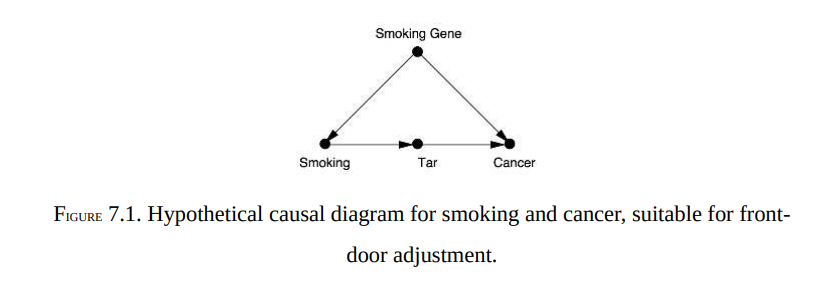 Smoking Gene
Smoking
Tar
Cancer
Figure 7.1. Hypothetical causal diagram for smoking and cancer, suitable for front-
door adjustment.